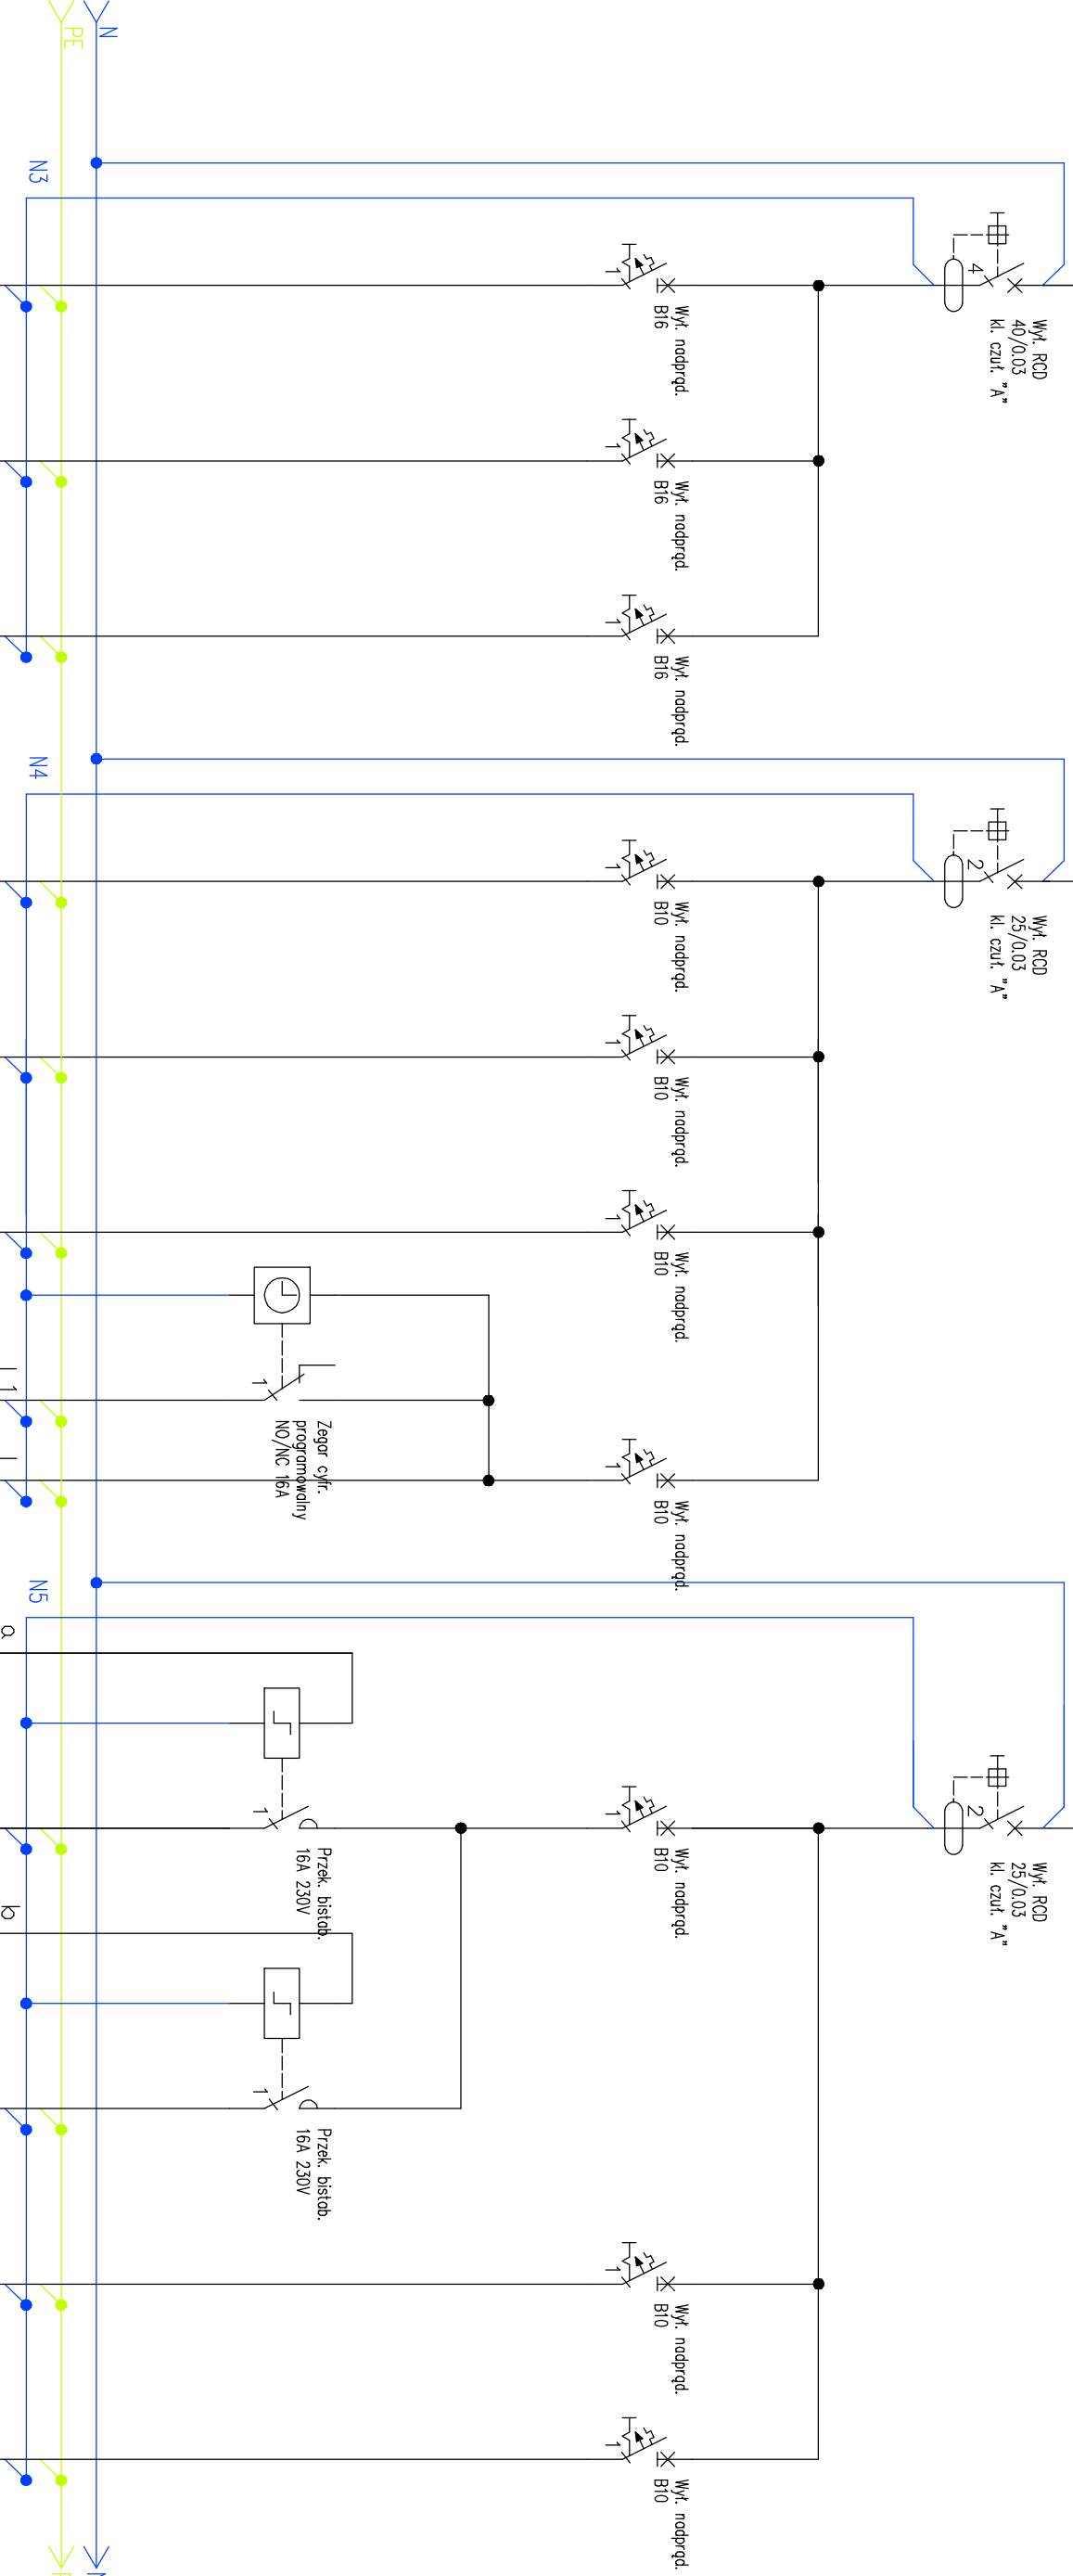 N
PE
N3
4
Wył. RCD
40/0.03
kl. czuł. "A"
1
Wył. nadprąd.
B16
1
Wył. nadprąd.
B16
1
Wył. nadprąd.
B16
N4
2
Wył. RCD
25/0.03
kl. czuł. "A"
1
Wył. nadprąd.
B10
1
Wył. nadprąd.
B10
1
Wył. nadprąd.
B10
1
Zegar cyfr.
programowalny
NO/NC 16A
1
Wył. nadprąd.
B10
N5
a
2
Wył. RCD
25/0.03
kl. czuł. "A"
1
Wył. nadprąd.
B10
1
Przek. bistab.
16A 230V
b
1
Przek. bistab.
16A 230V
1
Wył. nadprąd.
B10
1
Wył. nadprąd.
B10